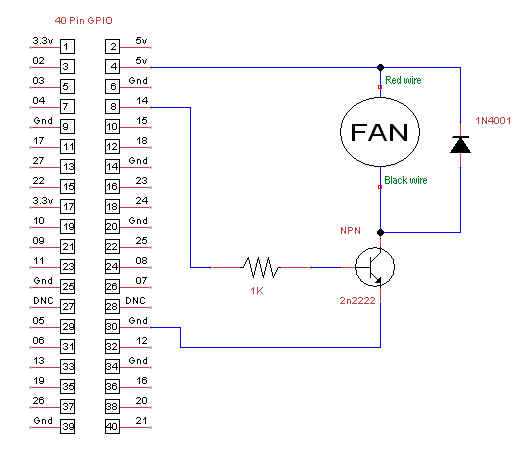 40 Pin GPIO
3.3v 1 2 5v
02 3 4 5v
03 5 6 Gnd
04 7 8 14
Gnd 9 10 15
17 11 12 18
27 13 14 Gnd
22 15 16 23
3.3v 17 18 24
10 19 20 Gnd
09 21 22 25
11 23 24 08
Gnd 25 26 07
DNC 27 28 DNC
05 29 30 Gnd
06 31 32 12
13 33 34 Gnd
19 35 36 16
26 37 38 20
Gnd 39 40 21
Red wire
FAN
1N4001
Black wire
NPN
1K
2n2222